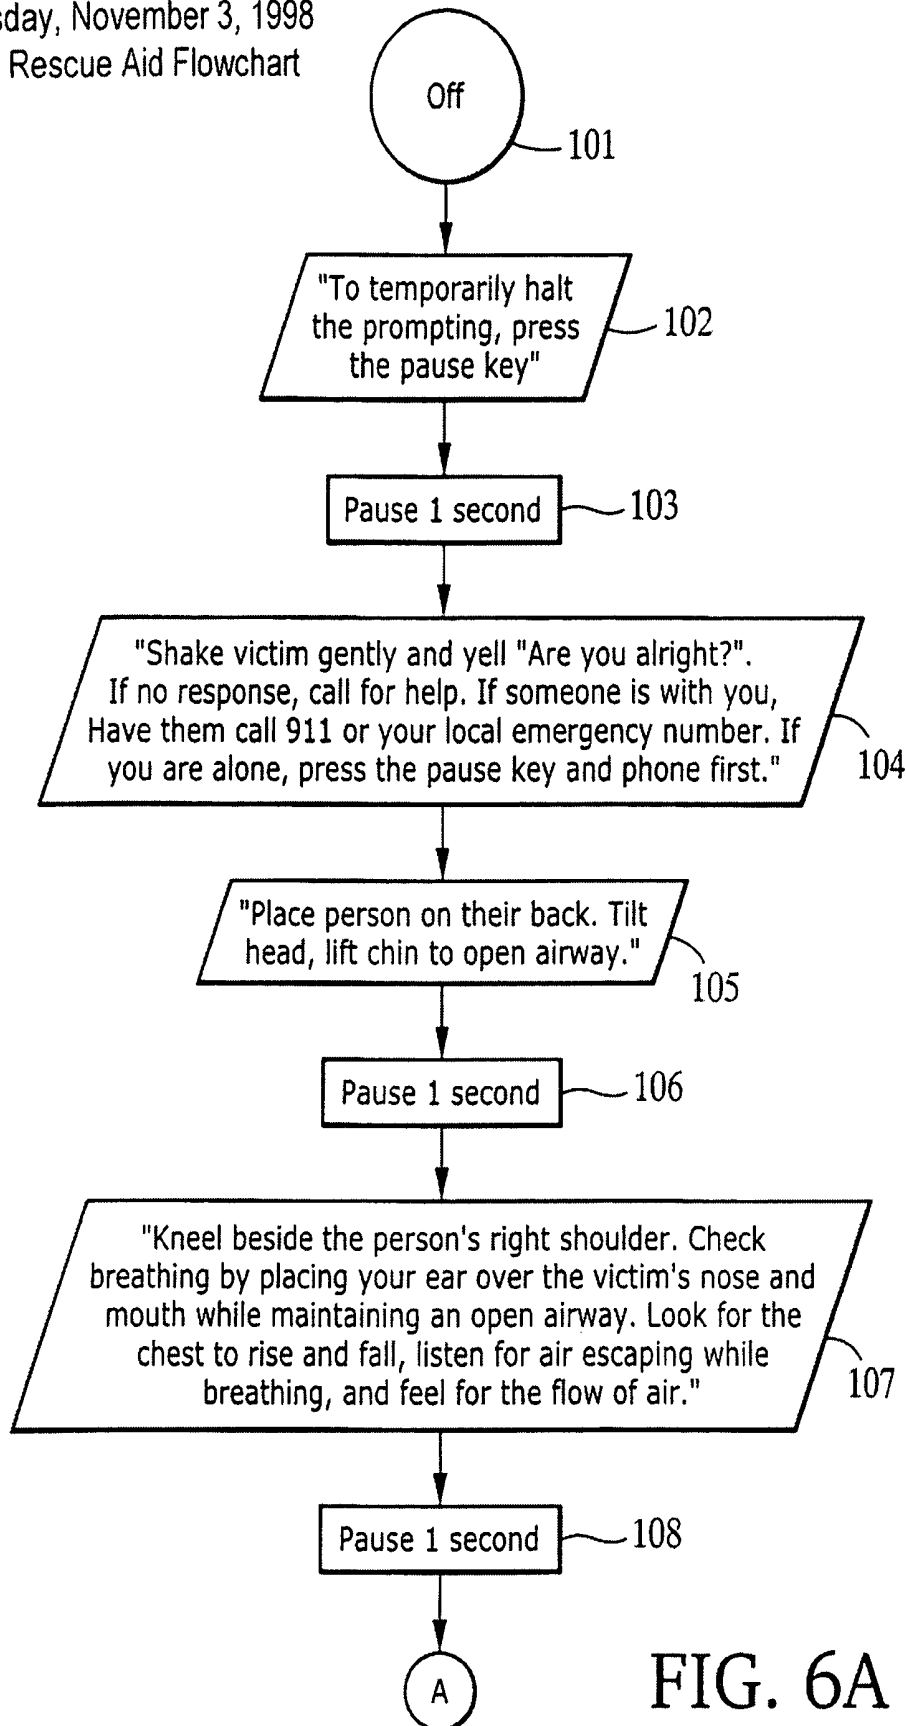 sday, November 3, 1998
Rescue Aid Flowchart
Off
101
"To temporarily halt
the prompting, press
the pause key"
102
Pause 1 second
103
"Shake victim gently and yell "Are you alright?".
If no response, call for help. If someone is with you,
Have them call 911 or your local emergency number. If
you are alone, press the pause key and phone first."
104
"Place person on their back. Tilt
head, lift chin to open airway."
105
Pause 1 second
106
"Kneel beside the person's right shoulder. Check
breathing by placing your ear over the victim's nose and
mouth while maintaining an open airway. Look for the
chest to rise and fall, listen for air escaping while
breathing, and feel for the flow of air."
107
Pause 1 second
108
A
FIG. 6A